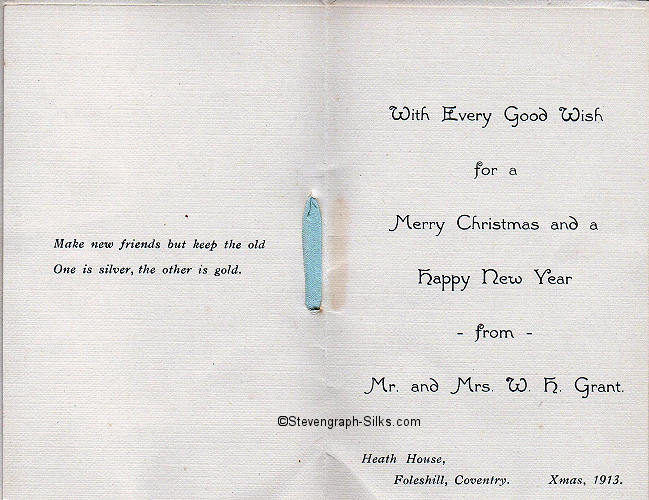 Make new friends but keep the old
One is silver, the other is gold.
With Every Good Wish
for a
Merry Christmas and a
Happy New Year
- from -
Mr. and Mrs. W. H. Grant.
©Stevengraph-Silks.com
Heath House,
Foleshill, Coventry. Xmas, 1913.